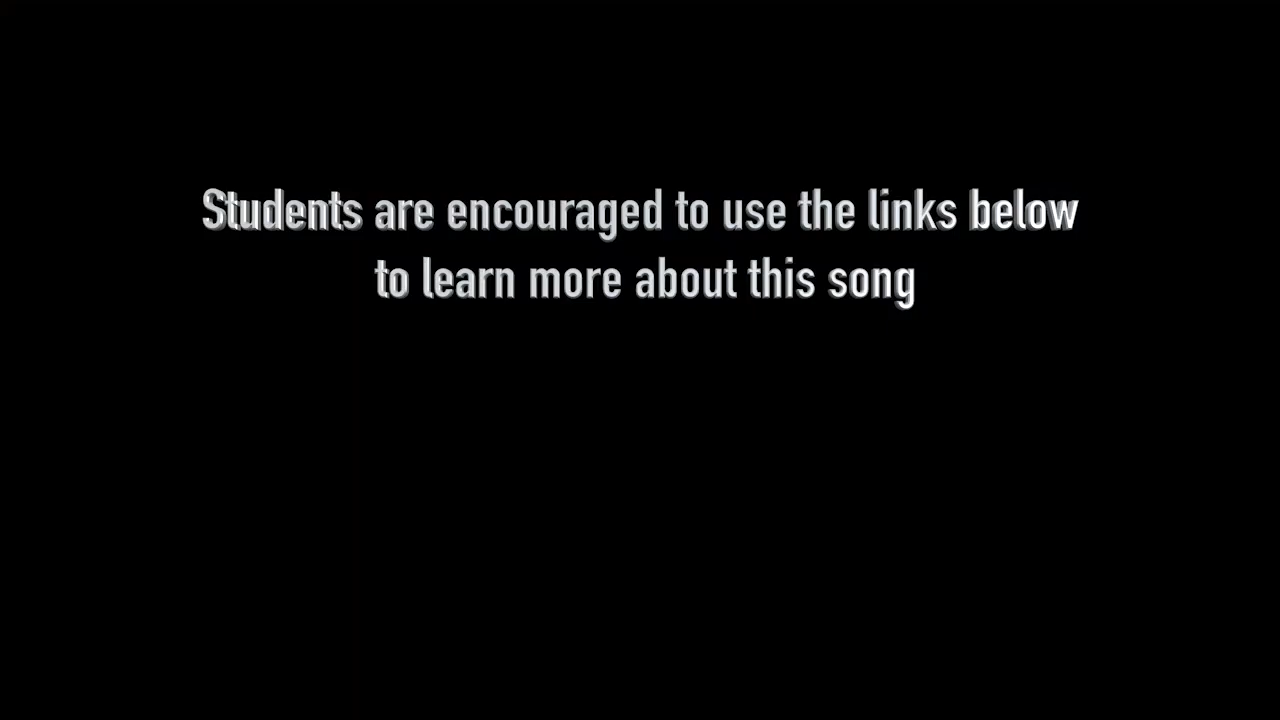 Students are encouraged to use the links below
to learn more about this song